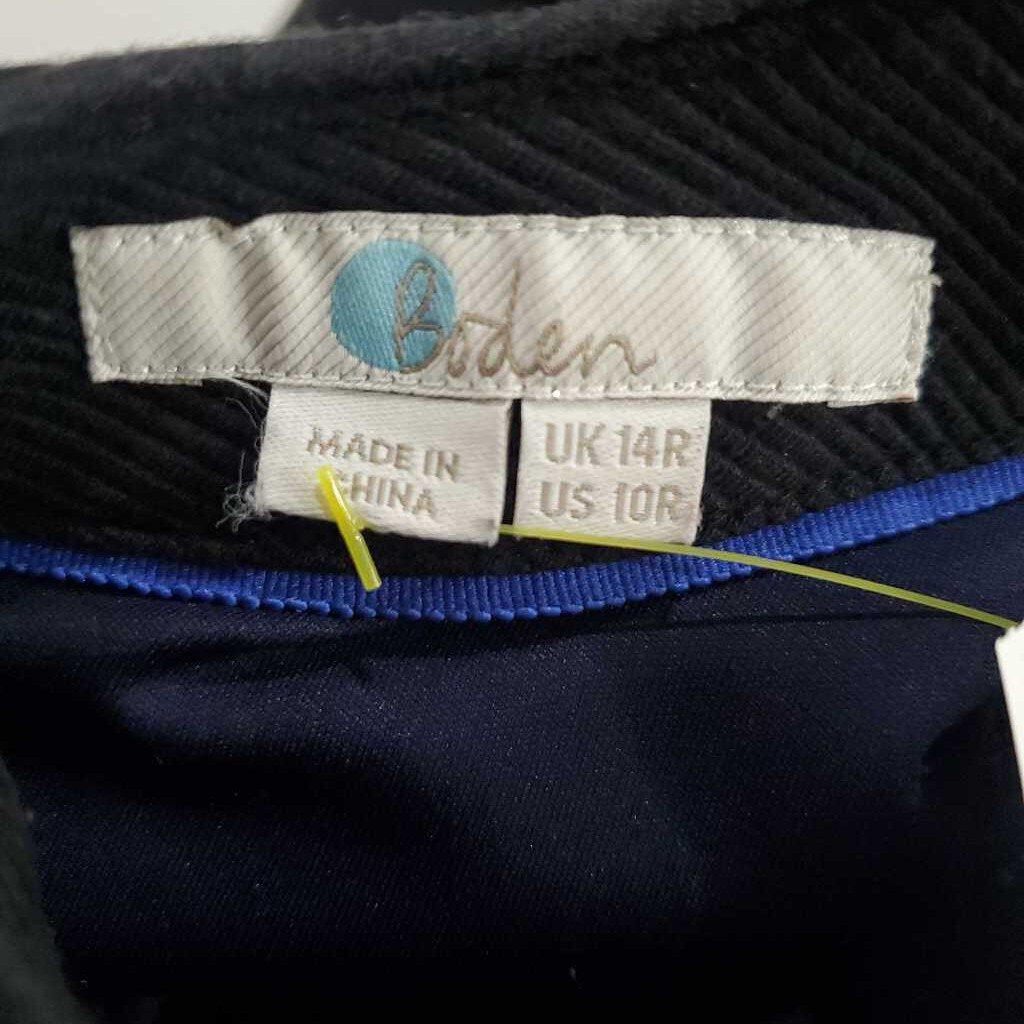 Boden
MADE IN
CHINA
UK 14R
US 10R